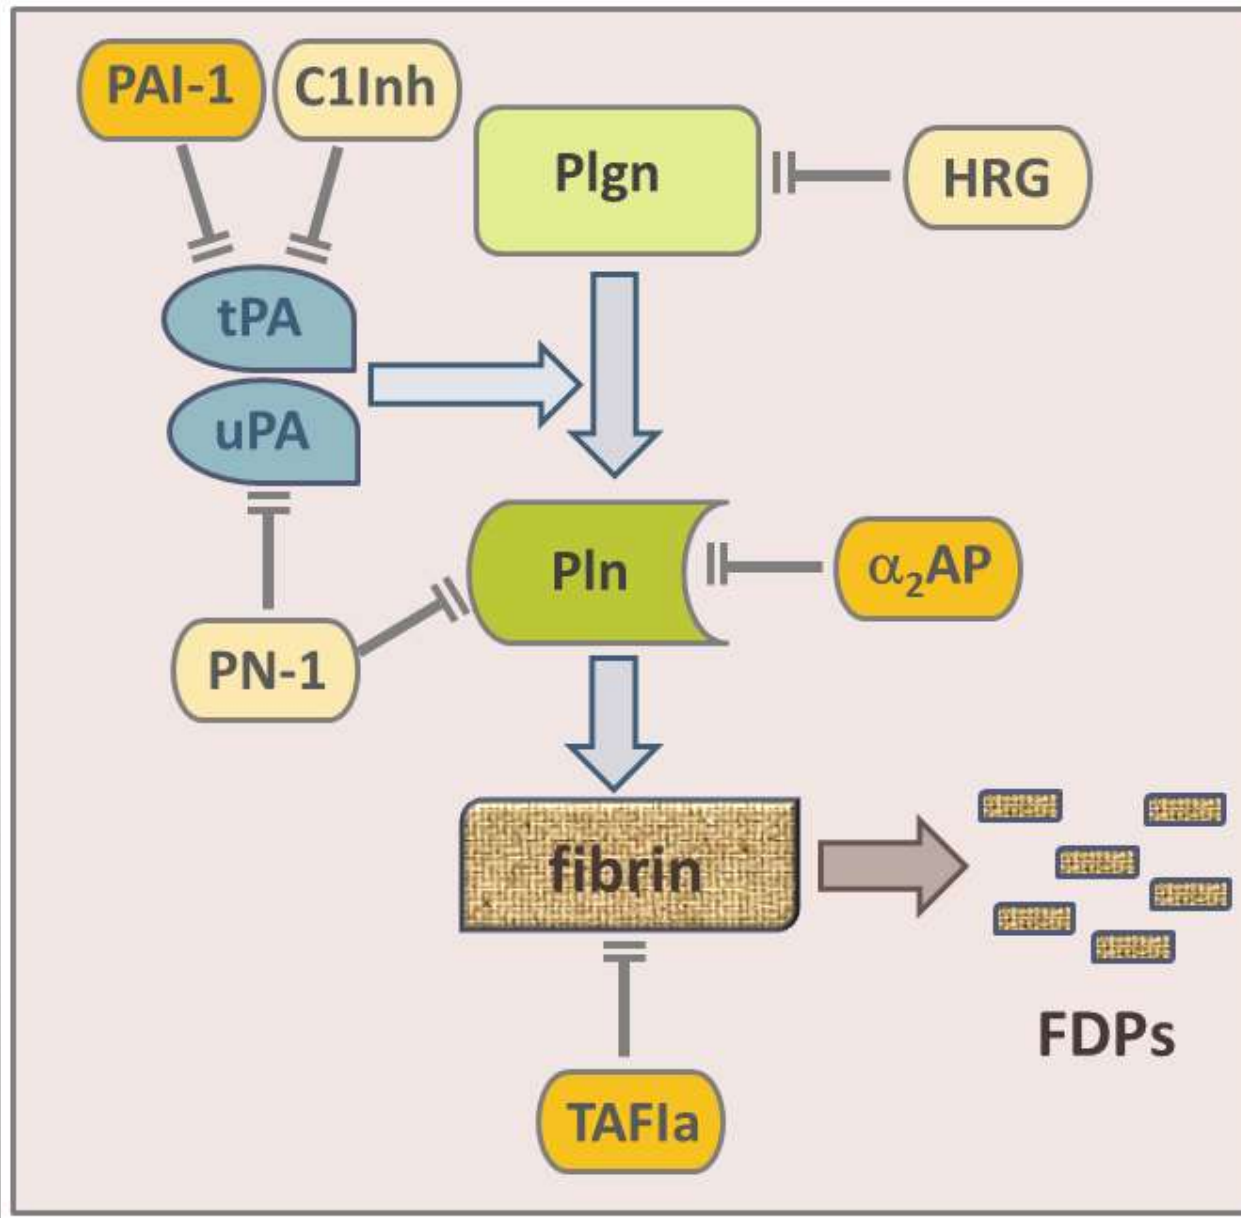 PAI-1
C1Inh
Plgn
HRG
tPA
uPA
Pln
α₂AP
PN-1
fibrin
FDPs
TAFIa